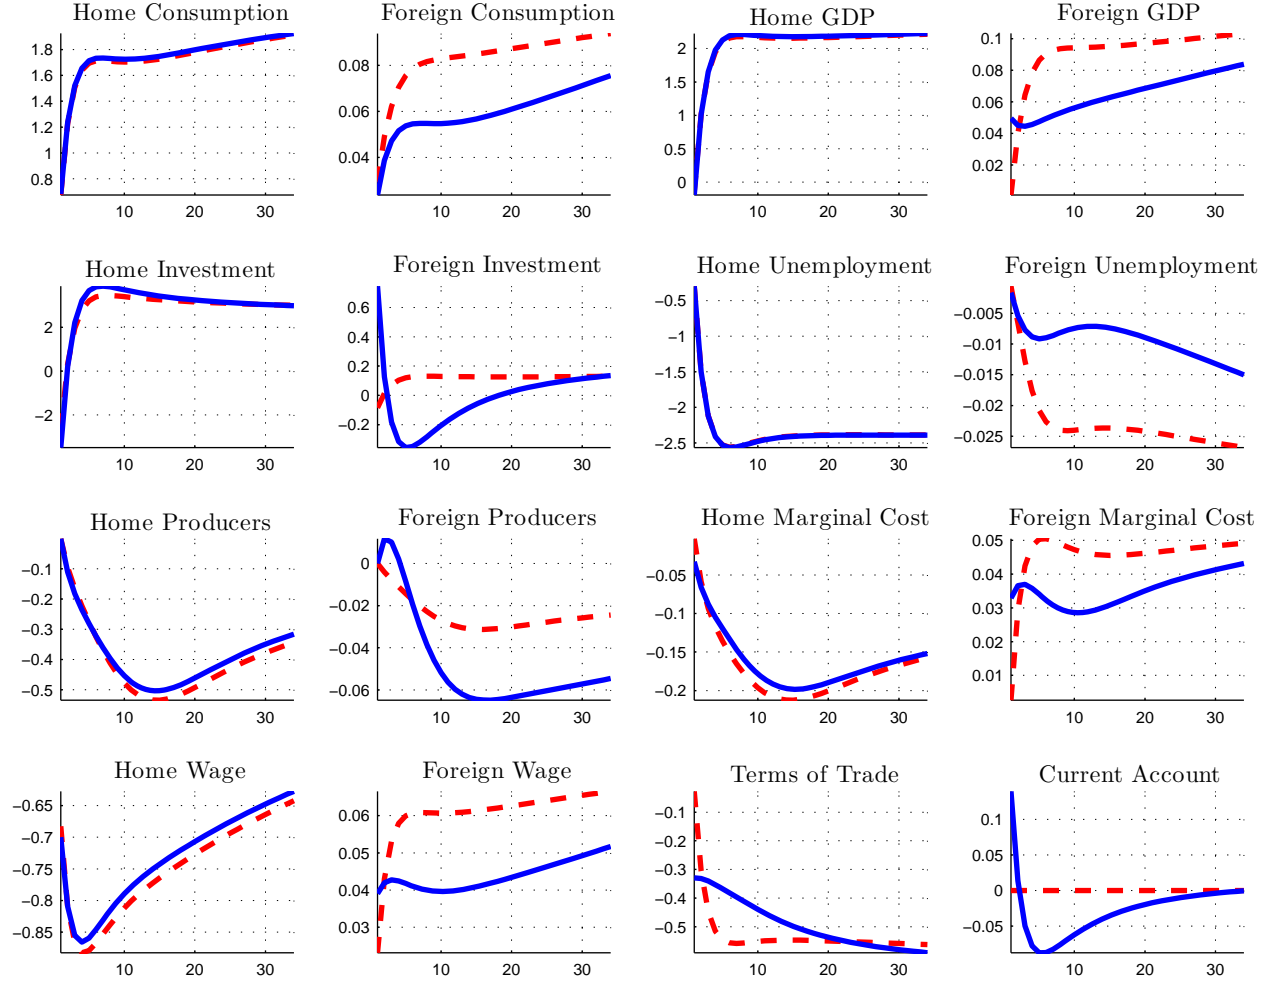 Home Consumption
1.8
1.6
1.4
1.2
1
0.8
10 20 30
Foreign Consumption
0.08
0.06
0.04
10 20 30
Home GDP
2
1.5
1
0.5
0
10 20 30
Foreign GDP
0.1
0.08
0.06
0.04
0.02
10 20 30
Home Investment
2
0
−2
10 20 30
Foreign Investment
0.6
0.4
0.2
0
−0.2
10 20 30
Home Unemployment
−0.5
−1
−1.5
−2
−2.5
10 20 30
Foreign Unemployment
−0.005
−0.01
−0.015
−0.02
−0.025
10 20 30
Home Producers
−0.1
−0.2
−0.3
−0.4
−0.5
10 20 30
Foreign Producers
0
−0.02
−0.04
−0.06
10 20 30
Home Marginal Cost
−0.05
−0.1
−0.15
−0.2
10 20 30
Foreign Marginal Cost
0.05
0.04
0.03
0.02
0.01
10 20 30
Home Wage
−0.65
−0.7
−0.75
−0.8
−0.85
10 20 30
Foreign Wage
0.06
0.05
0.04
0.03
10 20 30
Terms of Trade
−0.1
−0.2
−0.3
−0.4
−0.5
10 20 30
Current Account
0.1
0.05
0
−0.05
10 20 30